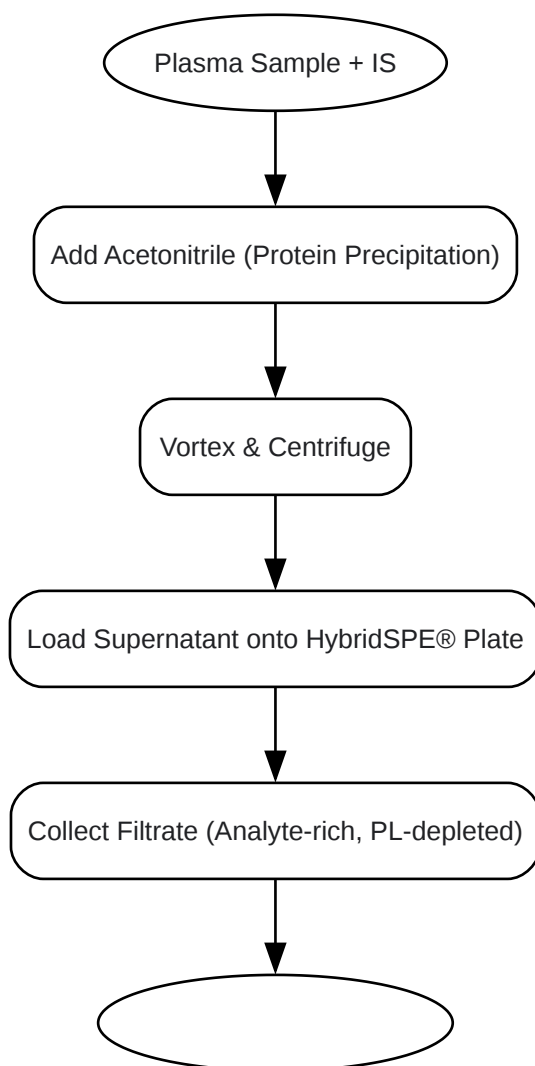 Plasma Sample + IS
Add Acetonitrile (Protein Precipitation)
Vortex & Centrifuge
Load Supernatant onto HybridSPE® Plate
Collect Filtrate (Analyte-rich, PL-depleted)